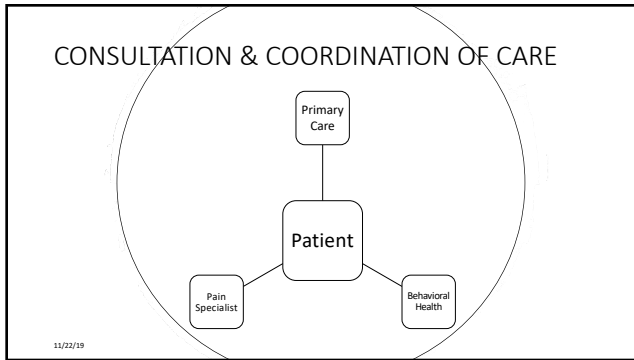 CONSULTATION & COORDINATION OF CARE
Primary
Care
Patient
Pain
Specialist
Behavioral
Health
11/22/19